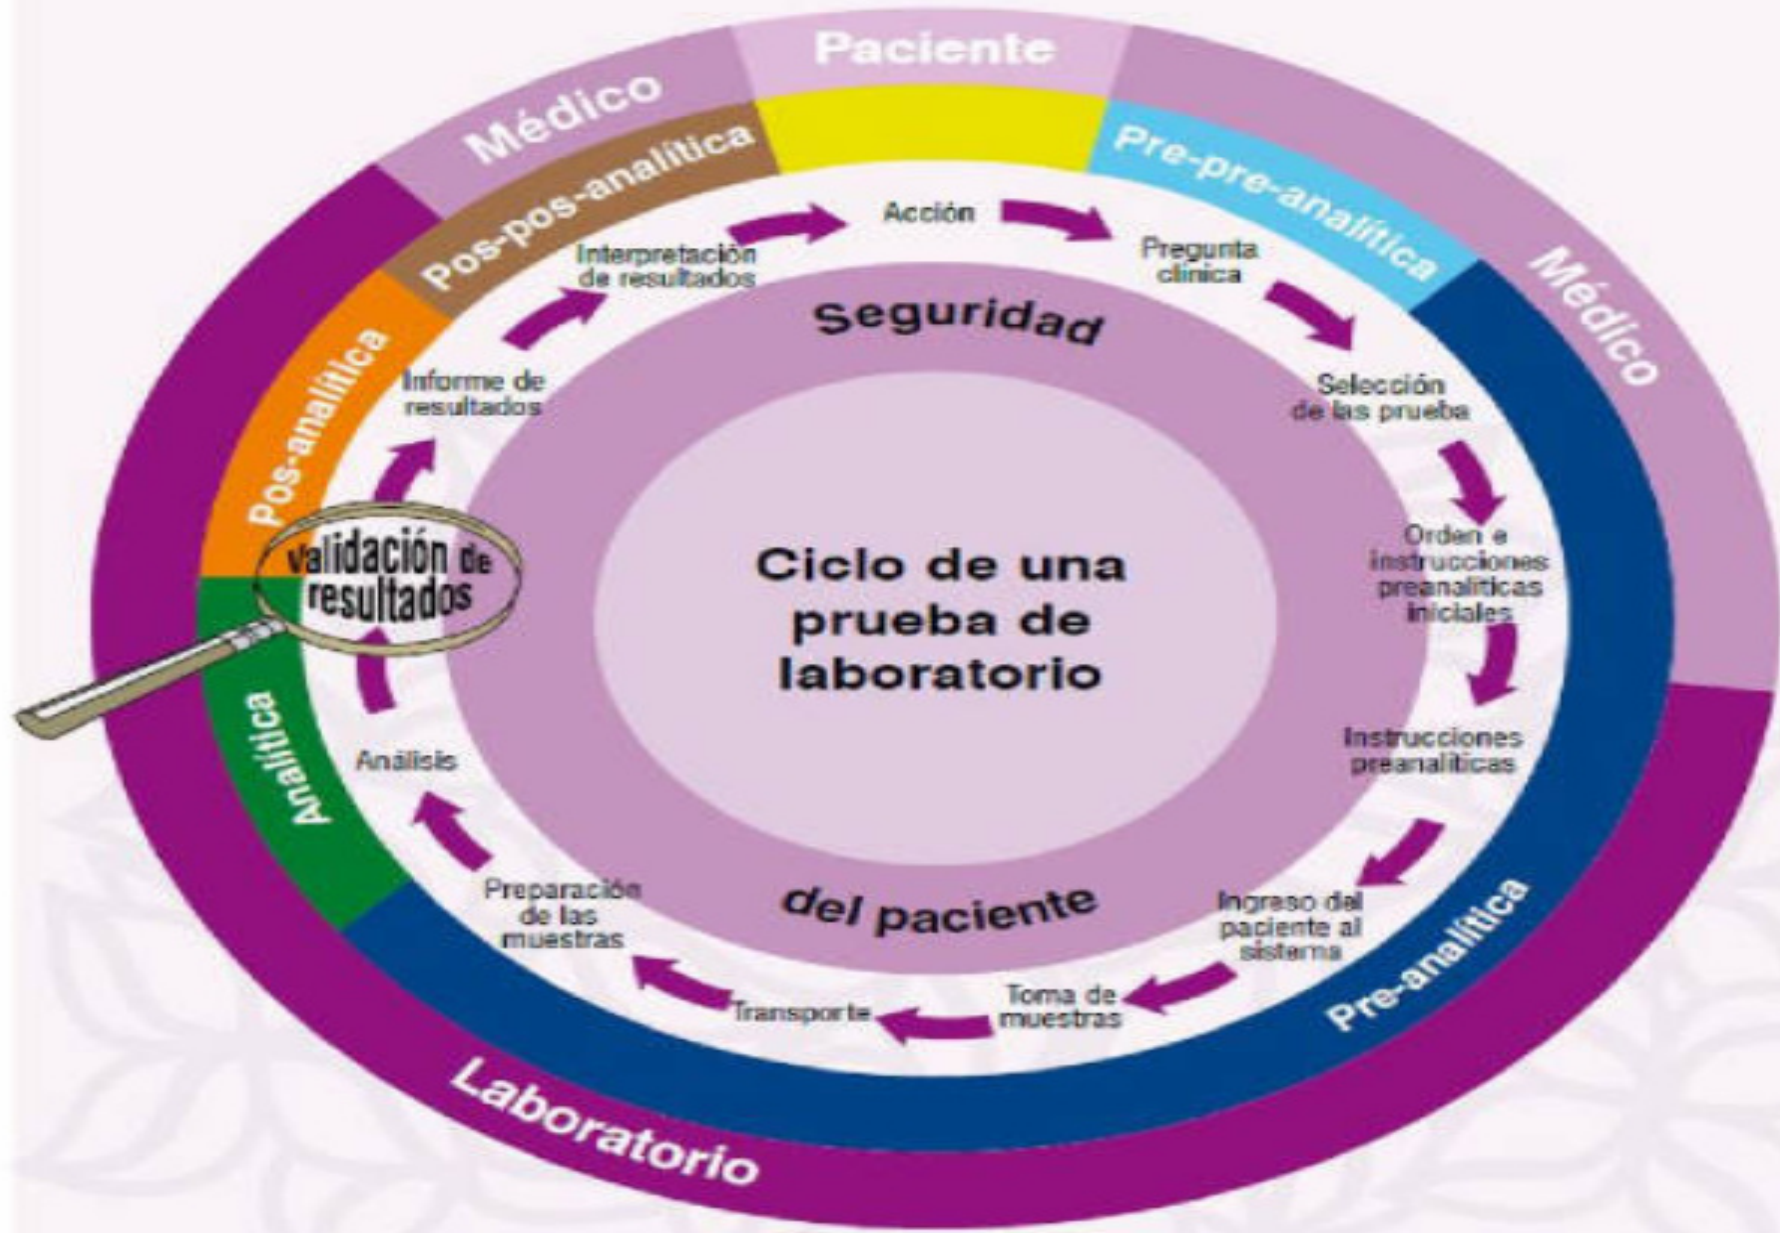 Paciente
Médico
Pos-pos-analítica
Pre-pre-analítica
Médico
Acción
Pregunta
clínica
Selección
de las prueba
Orden e
instrucciones
preanalíticas
iniciales
Instrucciones
preanalíticas
Ingreso del
paciente al
sistema
Pre-analítica
Toma de
muestras
Transporte
Preparación
de las
muestras
Laboratorio
Análisis
Analítica
Validación de
resultados
Pos-analítica
Informe de
resultados
Interpretación
de resultados
Seguridad
Ciclo de una
prueba de
laboratorio
del paciente